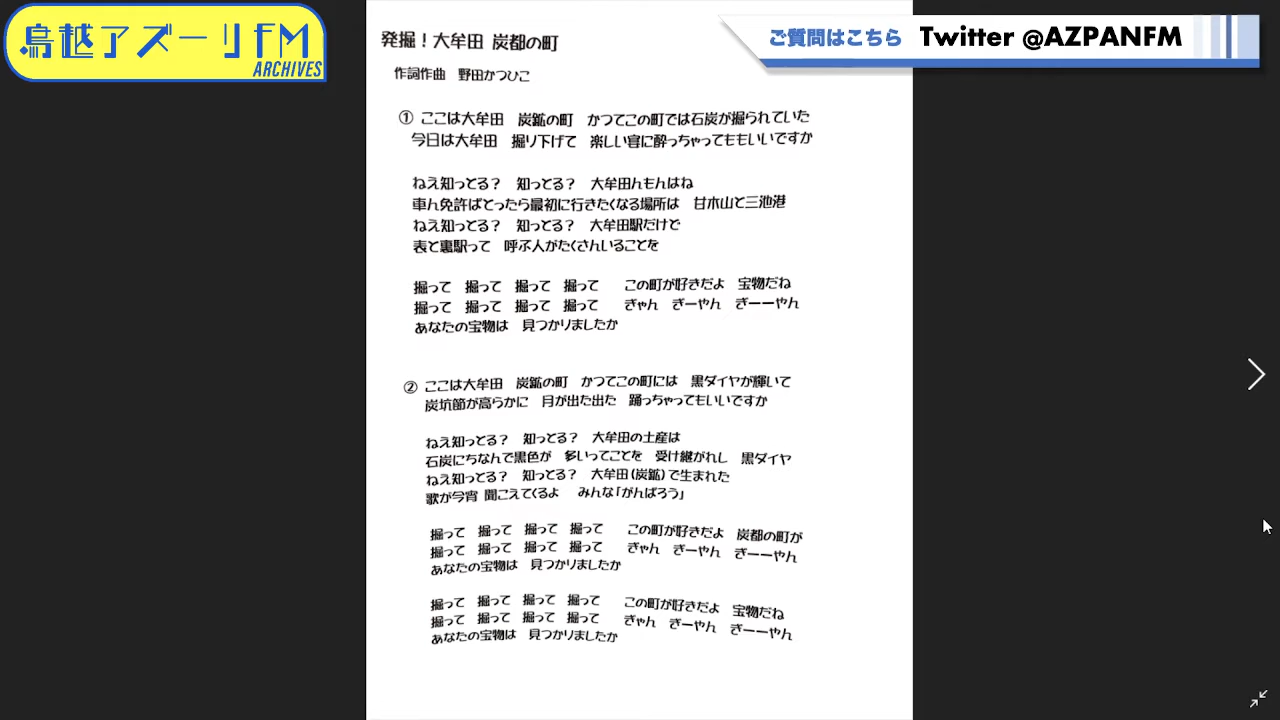 鳥越アズーリFM
ARCHIVES
ご質問はこちら Twitter @AZPANFM
発掘！大牟田 炭都の町
作詞作曲 野田かつひこ
① ここは大牟田 炭鉱の町 かつてこの町では石炭が掘られていた
今日は大牟田 掘り下げて 楽しい宴に酔っちゃってももいいですか
ねえ知っとる？ 知っとる？ 大牟田んもんはね
車ん免許ばとったら最初に行きたくなる場所は 甘木山と三池港
ねえ知っとる？ 知っとる？ 大牟田駅だけど
表と裏駅って 呼ぶ人がたくさんいることを
掘って 掘って 掘って 掘って この町が好きだよ 宝物だね
掘って 掘って 掘って 掘って ぎゃん ぎーやん ぎーーやん
あなたの宝物は 見つかりましたか
② ここは大牟田 炭鉱の町 かつてこの町には 黒ダイヤが輝いて
炭坑節が高らかに 月が出た出た 踊っちゃってもいいですか
ねえ知っとる？ 知っとる？ 大牟田の土産は
石炭にちなんで黒色が 多いってことを 受け継がれし 黒ダイヤ
ねえ知っとる？ 知っとる？ 大牟田（炭鉱）で生まれた
歌が今宵 聞こえてくるよ みんな「がんばろう」
掘って 掘って 掘って 掘って この町が好きだよ 炭都の町が
掘って 掘って 掘って 掘って ぎゃん ぎーやん ぎーーやん
あなたの宝物は 見つかりましたか
掘って 掘って 掘って 掘って この町が好きだよ 宝物だね
掘って 掘って 掘って 掘って ぎゃん ぎーやん ぎーーやん
あなたの宝物は 見つかりましたか